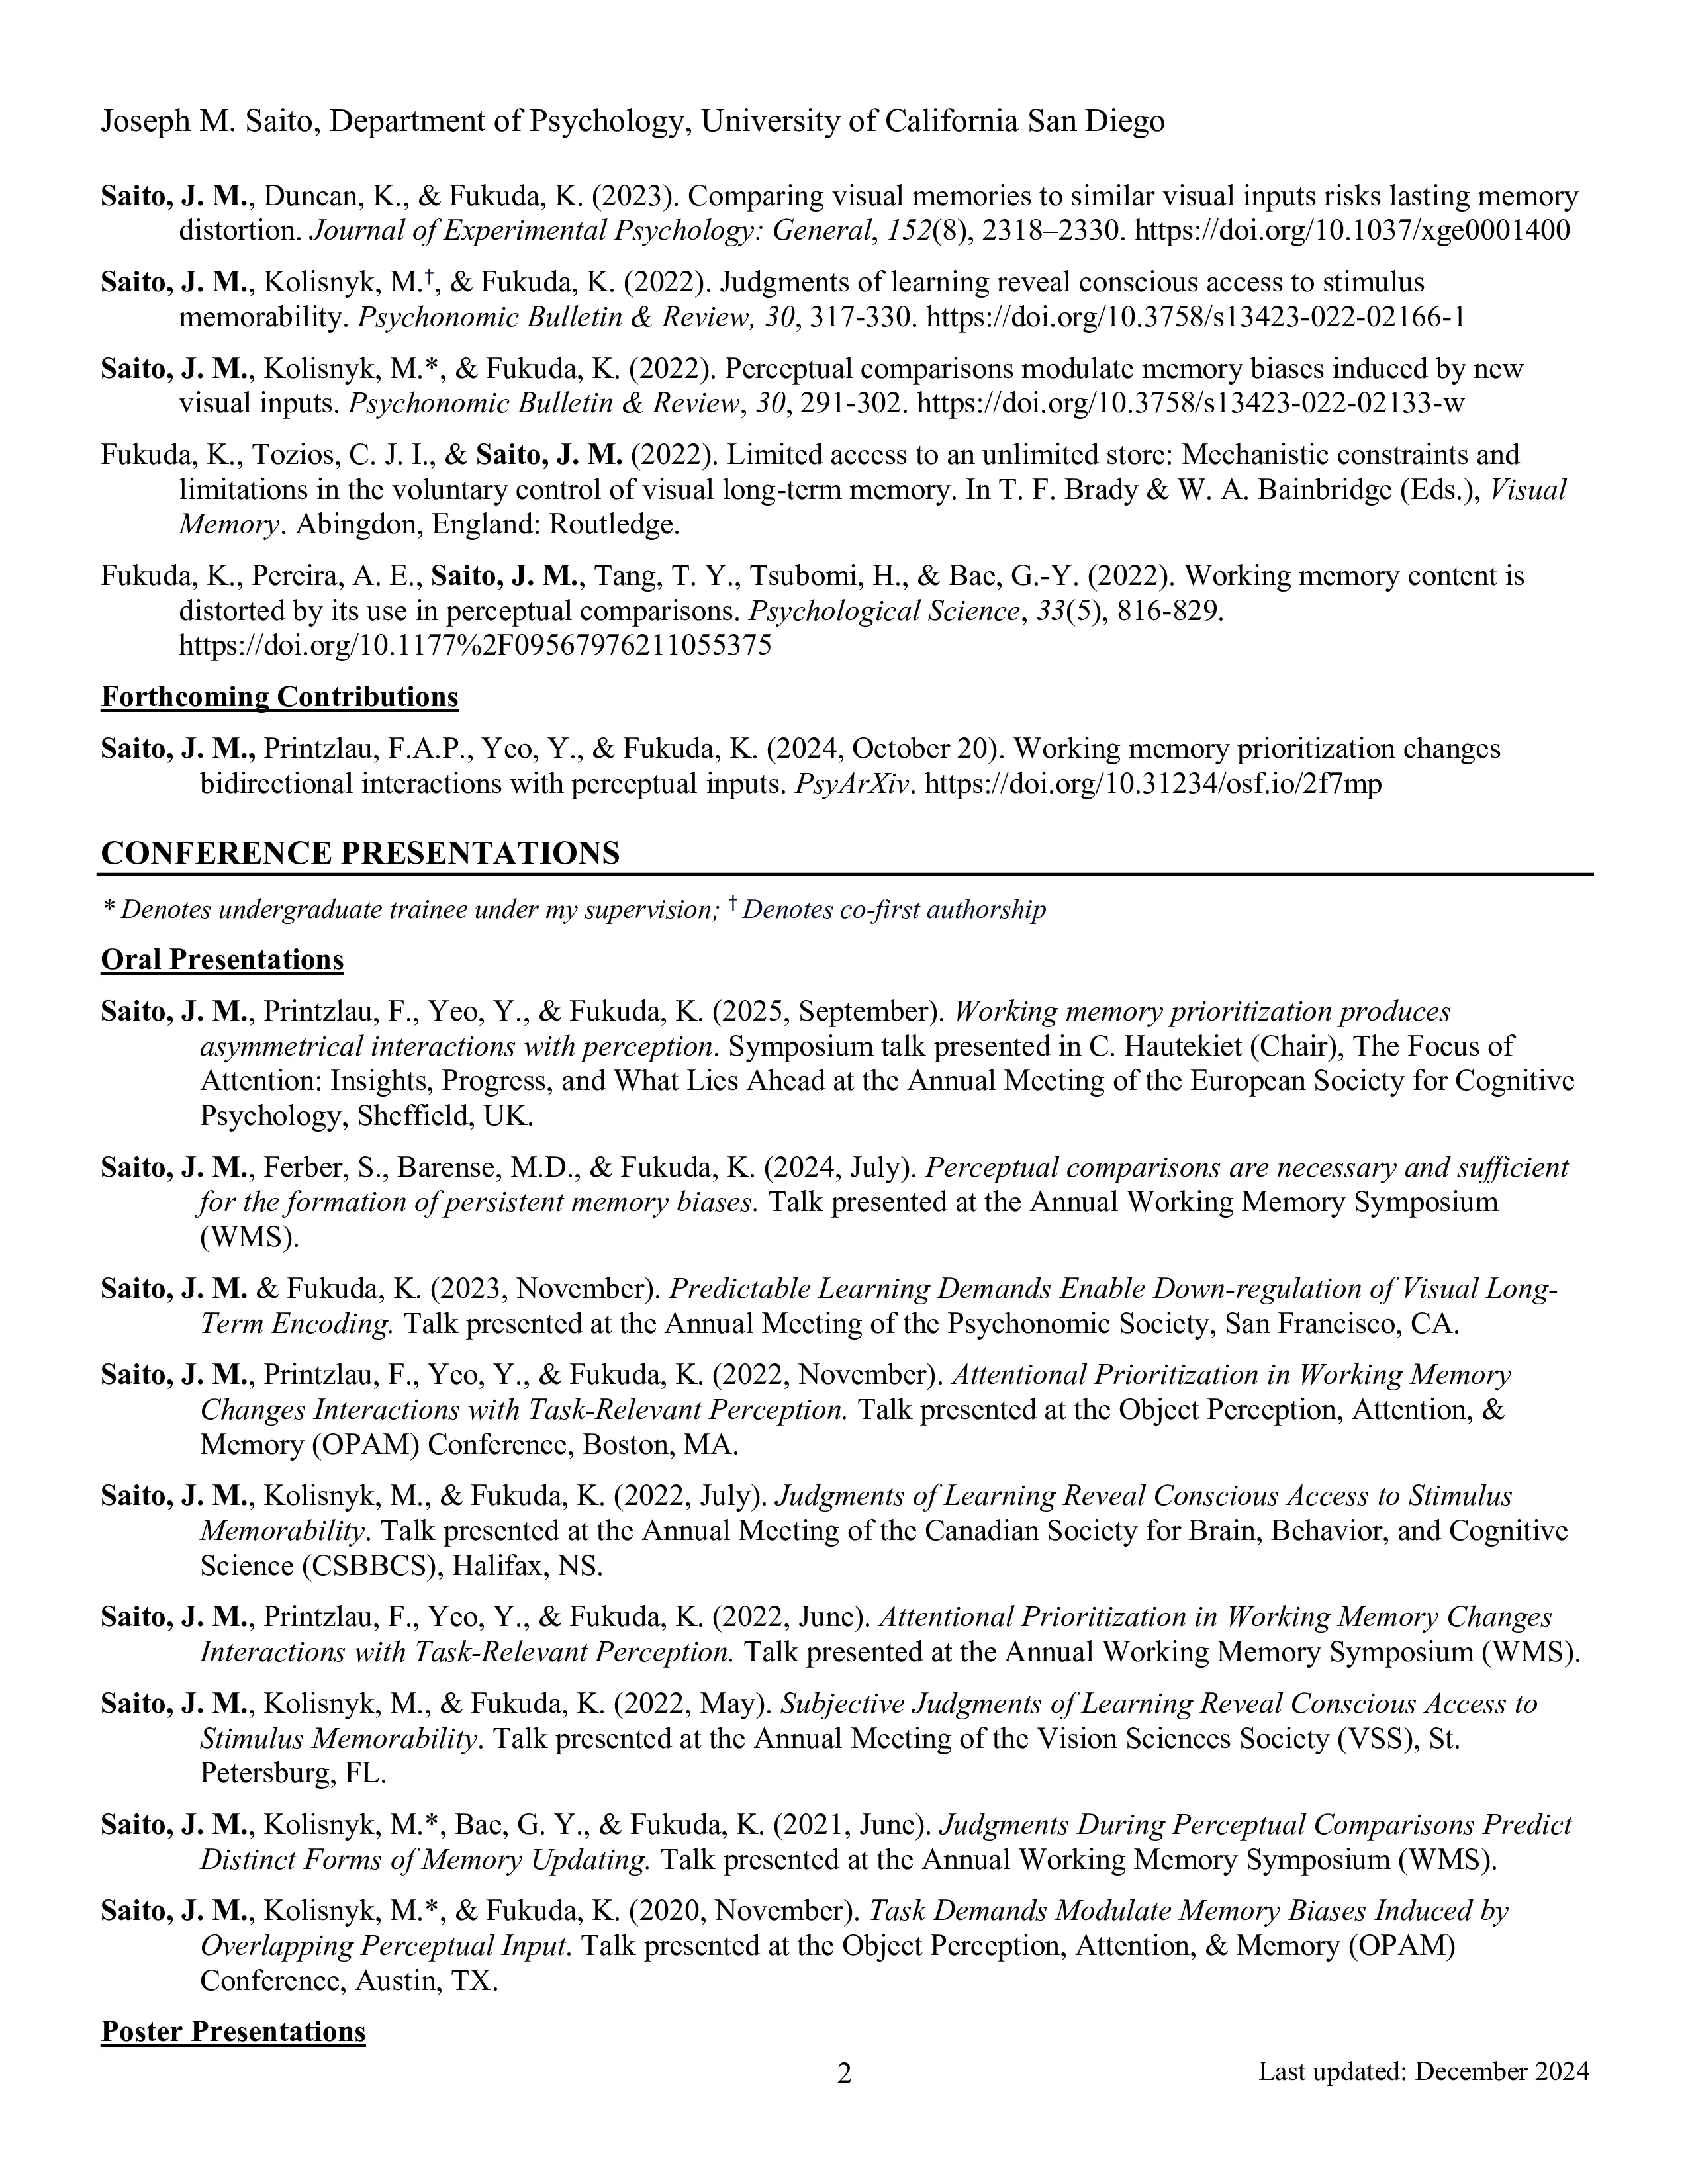 Joseph M. Saito, Department of Psychology, University of California San Diego
Saito, J. M., Duncan, K., & Fukuda, K. (2023). Comparing visual memories to similar visual inputs risks lasting memory
distortion. Journal of Experimental Psychology: General, 152(8), 2318–2330. https://doi.org/10.1037/xge0001400
Saito, J. M., Kolisnyk, M.†, & Fukuda, K. (2022). Judgments of learning reveal conscious access to stimulus
memorability. Psychonomic Bulletin & Review, 30, 317-330. https://doi.org/10.3758/s13423-022-02166-1
Saito, J. M., Kolisnyk, M.*, & Fukuda, K. (2022). Perceptual comparisons modulate memory biases induced by new
visual inputs. Psychonomic Bulletin & Review, 30, 291-302. https://doi.org/10.3758/s13423-022-02133-w
Fukuda, K., Tozios, C. J. I., & Saito, J. M. (2022). Limited access to an unlimited store: Mechanistic constraints and
limitations in the voluntary control of visual long-term memory. In T. F. Brady & W. A. Bainbridge (Eds.), Visual
Memory. Abingdon, England: Routledge.
Fukuda, K., Pereira, A. E., Saito, J. M., Tang, T. Y., Tsubomi, H., & Bae, G.-Y. (2022). Working memory content is
distorted by its use in perceptual comparisons. Psychological Science, 33(5), 816-829.
https://doi.org/10.1177%2F09567976211055375
Forthcoming Contributions
Saito, J. M., Printzlau, F.A.P., Yeo, Y., & Fukuda, K. (2024, October 20). Working memory prioritization changes
bidirectional interactions with perceptual inputs. PsyArXiv. https://doi.org/10.31234/osf.io/2f7mp
CONFERENCE PRESENTATIONS
* Denotes undergraduate trainee under my supervision; † Denotes co-first authorship
Oral Presentations
Saito, J. M., Printzlau, F., Yeo, Y., & Fukuda, K. (2025, September). Working memory prioritization produces
asymmetrical interactions with perception. Symposium talk presented in C. Hautekiet (Chair), The Focus of
Attention: Insights, Progress, and What Lies Ahead at the Annual Meeting of the European Society for Cognitive
Psychology, Sheffield, UK.
Saito, J. M., Ferber, S., Barense, M.D., & Fukuda, K. (2024, July). Perceptual comparisons are necessary and sufficient
for the formation of persistent memory biases. Talk presented at the Annual Working Memory Symposium
(WMS).
Saito, J. M. & Fukuda, K. (2023, November). Predictable Learning Demands Enable Down-regulation of Visual Long-
Term Encoding. Talk presented at the Annual Meeting of the Psychonomic Society, San Francisco, CA.
Saito, J. M., Printzlau, F., Yeo, Y., & Fukuda, K. (2022, November). Attentional Prioritization in Working Memory
Changes Interactions with Task-Relevant Perception. Talk presented at the Object Perception, Attention, &
Memory (OPAM) Conference, Boston, MA.
Saito, J. M., Kolisnyk, M., & Fukuda, K. (2022, July). Judgments of Learning Reveal Conscious Access to Stimulus
Memorability. Talk presented at the Annual Meeting of the Canadian Society for Brain, Behavior, and Cognitive
Science (CSBBCS), Halifax, NS.
Saito, J. M., Printzlau, F., Yeo, Y., & Fukuda, K. (2022, June). Attentional Prioritization in Working Memory Changes
Interactions with Task-Relevant Perception. Talk presented at the Annual Working Memory Symposium (WMS).
Saito, J. M., Kolisnyk, M., & Fukuda, K. (2022, May). Subjective Judgments of Learning Reveal Conscious Access to
Stimulus Memorability. Talk presented at the Annual Meeting of the Vision Sciences Society (VSS), St.
Petersburg, FL.
Saito, J. M., Kolisnyk, M.*, Bae, G. Y., & Fukuda, K. (2021, June). Judgments During Perceptual Comparisons Predict
Distinct Forms of Memory Updating. Talk presented at the Annual Working Memory Symposium (WMS).
Saito, J. M., Kolisnyk, M.*, & Fukuda, K. (2020, November). Task Demands Modulate Memory Biases Induced by
Overlapping Perceptual Input. Talk presented at the Object Perception, Attention, & Memory (OPAM)
Conference, Austin, TX.
Poster Presentations
2
Last updated: December 2024